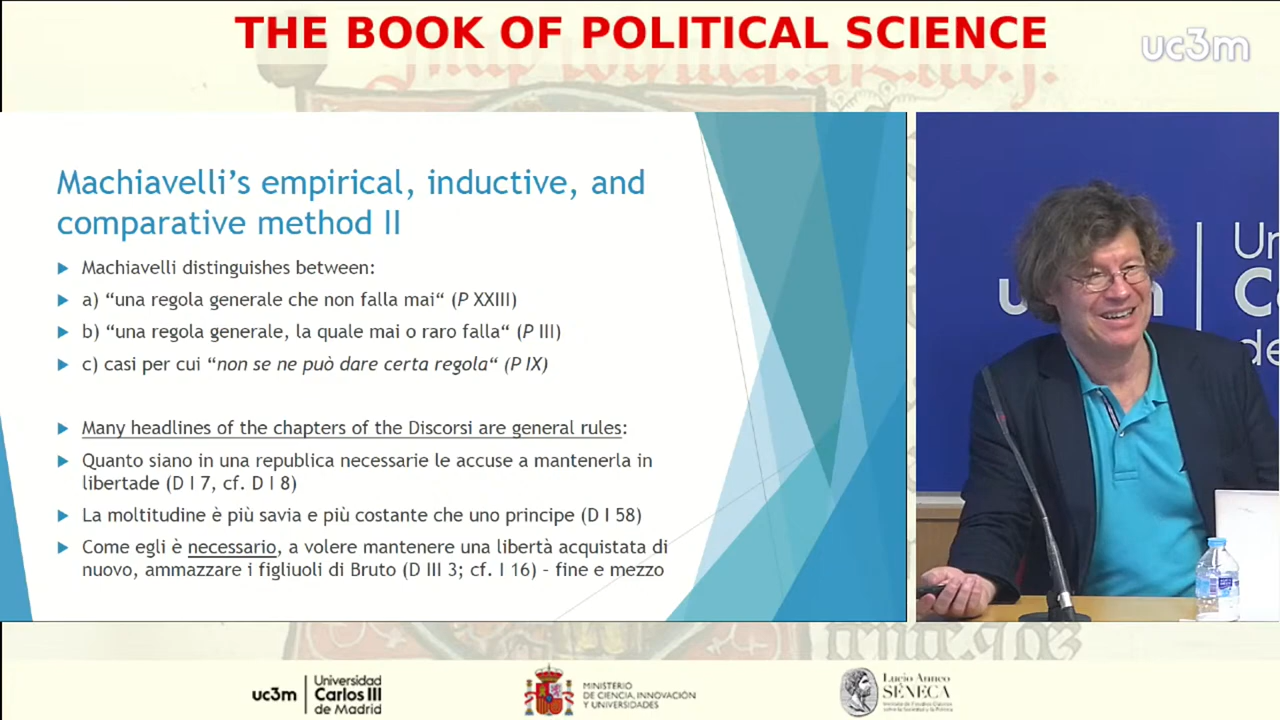 THE BOOK OF POLITICAL SCIENCE
uc3m
Machiavelli's empirical, inductive, and
comparative method II
Machiavelli distinguishes between:
a) “una regola generale che non falla mai“ (P XXIII)
b) “una regola generale, la quale mai o raro falla“ (P III)
c) casi per cui “non se ne può dare certa regola“ (P IX)
Many headlines of the chapters of the Discorsi are general rules:
Quanto siano in una republica necessarie le accuse a mantenerla in
libertade (D I 7, cf. D I 8)
La moltitudine è più savia e più costante che uno principe (D I 58)
Come egli è necessario, a volere mantenere una libertà acquistata di
nuovo, ammazzare i figliuoli di Bruto (D III 3; cf. I 16) – fine e mezzo
uc3m
Universidad
Carlos III
de Madrid
MINISTERIO
DE CIENCIA, INNOVACIÓN
Y UNIVERSIDADES
Lucio Anneo
SÉNECA